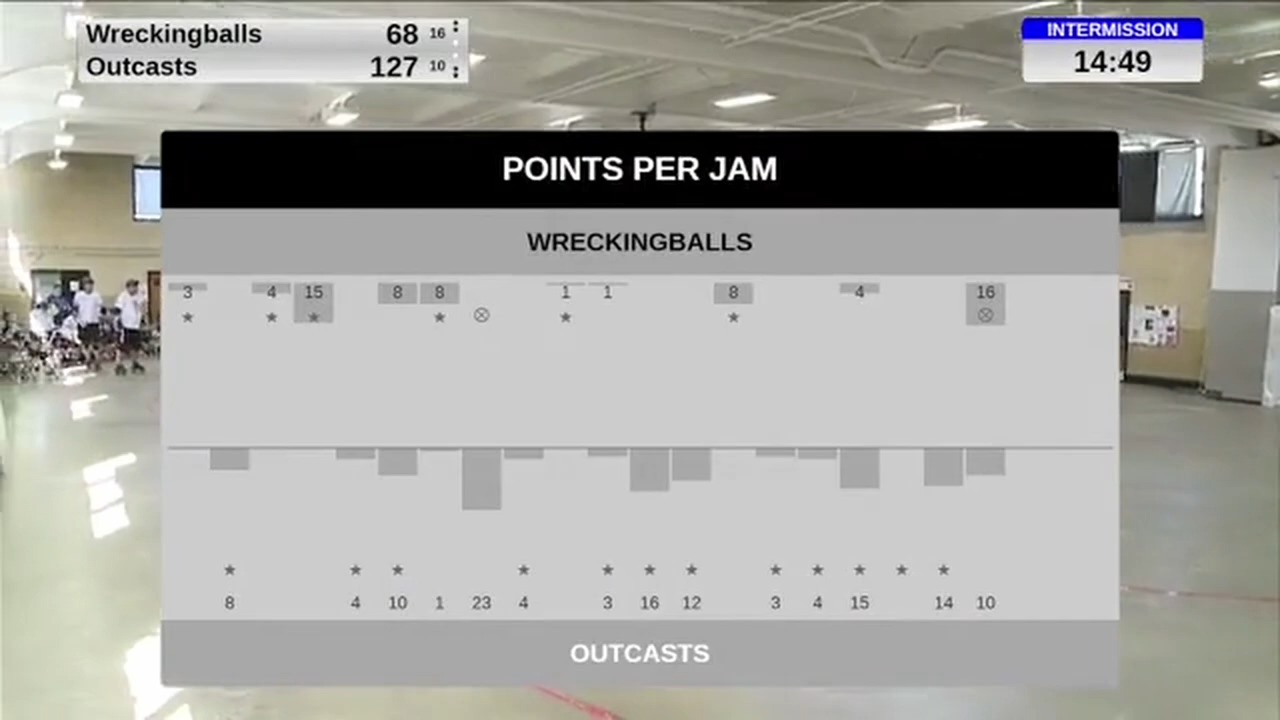 Wreckingballs 68 16
Outcasts 127 10
INTERMISSION
14:49
POINTS PER JAM
WRECKINGBALLS
3 4 15 8 8 1 1 8 4 16
8 4 10 1 23 4 3 16 12 3 4 15 14 10
OUTCASTS